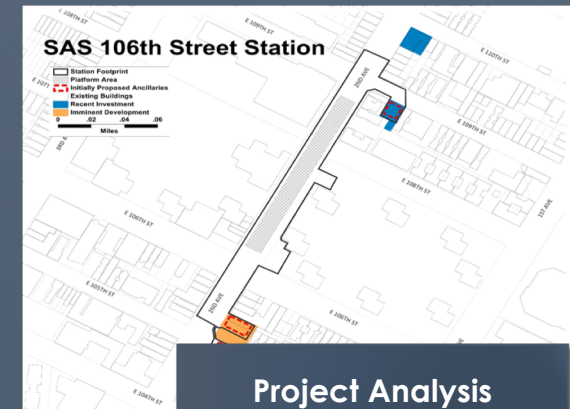 E 108TH ST
E 109TH ST
E 110TH ST
SAS 106th Street Station
Station Footprint
Platform Area
Initially Proposed Ancillaries
Existing Buildings
Recent Investment
Imminent Development
0 .02 .04 .06
Miles
2ND AVE
E 109TH ST
E 108TH ST
1ST AVE
E 106TH ST
E 105TH ST
2ND AVE
E 106TH ST
E 104TH ST
Project Analysis